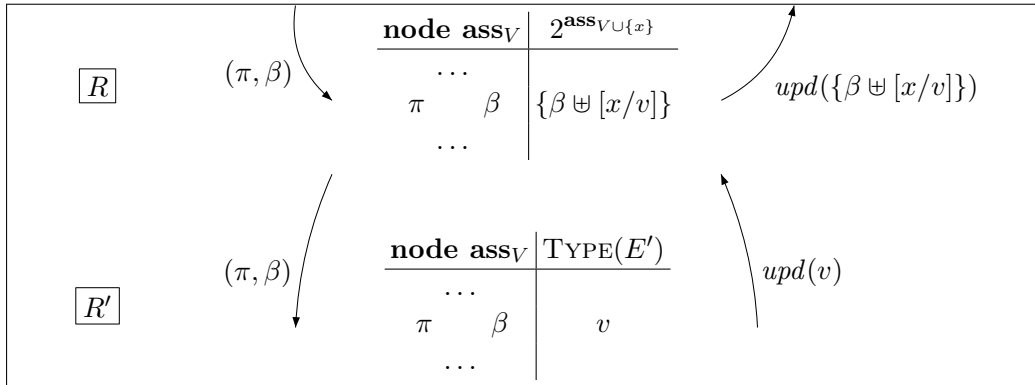 node ass_V 2^{ass_{V∪{x}}}
R (π, β) … upd({β ⊎ [x/v]})
π β {β ⊎ [x/v]}
…
node ass_V TYPE(E′)
(π, β) upd(v)
R′ …
π β v
…